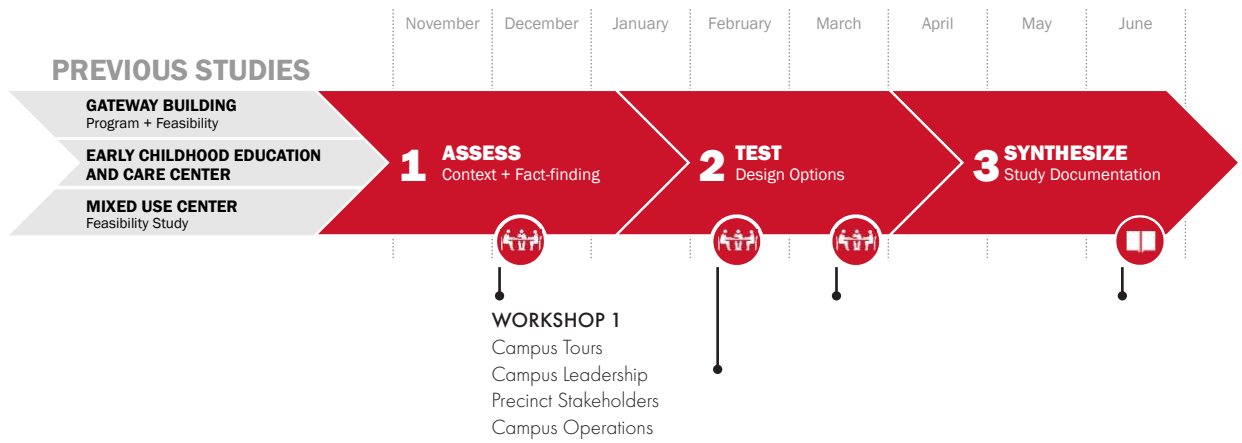 November December January February March April May June
PREVIOUS STUDIES
GATEWAY BUILDING
Program + Feasibility
EARLY CHILDHOOD EDUCATION
AND CARE CENTER
MIXED USE CENTER
Feasibility Study
1 ASSESS
Context + Fact-finding
2 TEST
Design Options
3 SYNTHESIZE
Study Documentation
WORKSHOP 1
Campus Tours
Campus Leadership
Precinct Stakeholders
Campus Operations